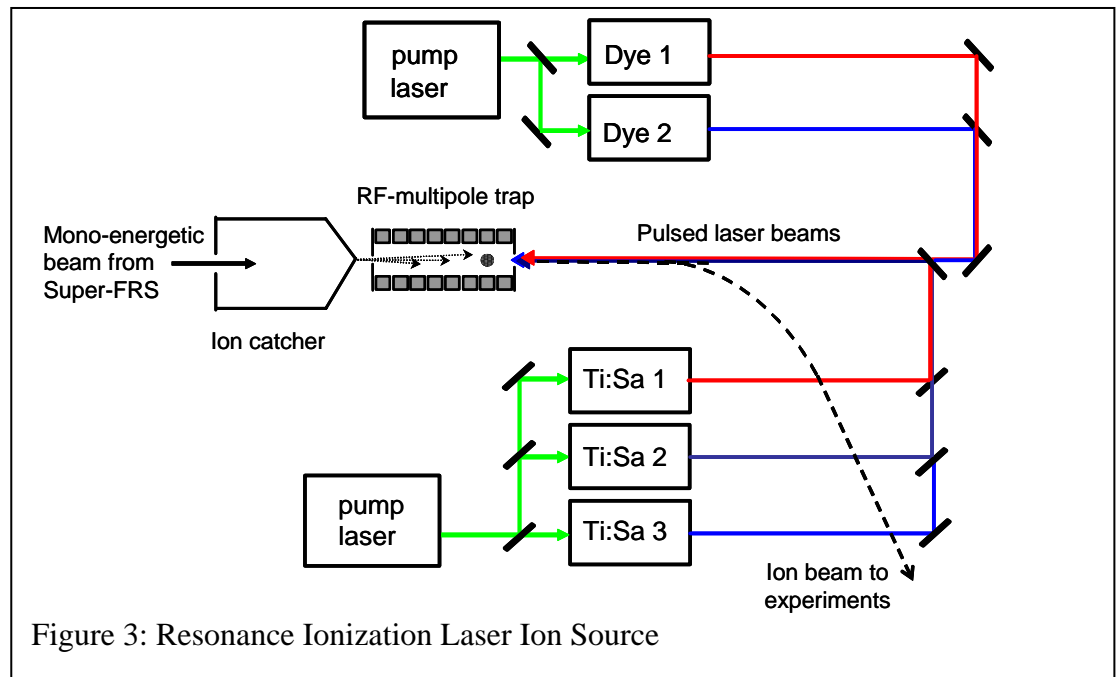 pump
laser
Dye 1
Dye 2
RF-multipole trap
Mono-energetic
beam from
Super-FRS
Pulsed laser beams
Ion catcher
Ti:Sa 1
Ti:Sa 2
pump
laser
Ti:Sa 3
Ion beam to
experiments
Figure 3: Resonance Ionization Laser Ion Source